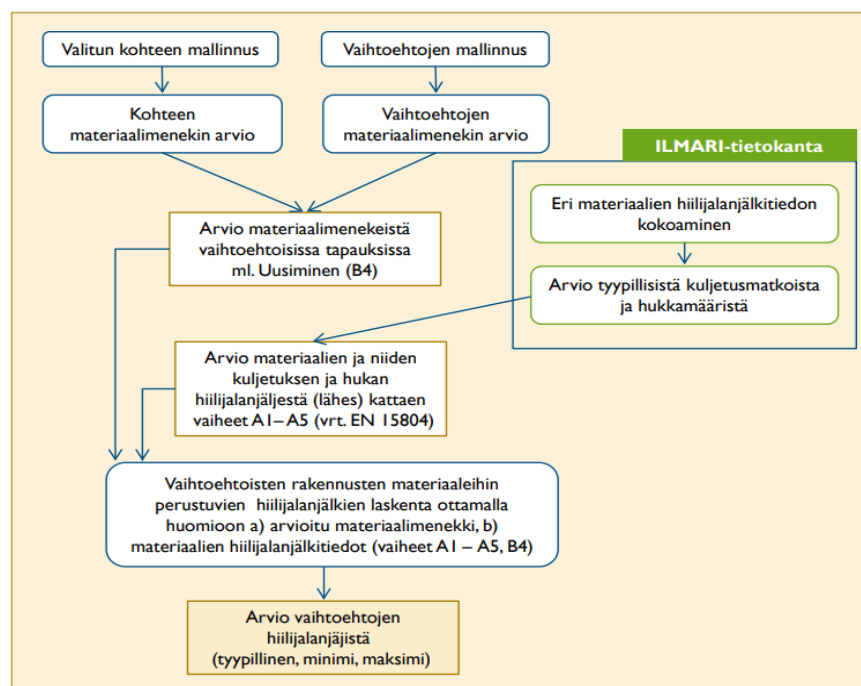 Valitun kohteen mallinnus
Vaihtoehtojen mallinnus
Kohteen
materiaalimenekin arvio
Vaihtoehtojen
materiaalimenekin arvio
ILMARI-tietokanta
Eri materiaalien hiilijalanjälkitiedon
kokoaminen
Arvio tyypillisistä kuljetusmatkoista
ja hukkamääristä
Arvio materiaalimenekeistä
vaihtoehtoisissa tapauksissa
ml. Uusiminen (B4)
Arvio materiaalien ja niiden
kuljetuksen ja hukan
hiilijalanjäljestä (lähes) kattaen
vaiheet A1– A5 (vrt. EN 15804)
Vaihtoehtoisten rakennusten materiaaleihin
perustuvien hiilijalanjälkien laskenta ottamalla
huomioon a) arvioitu materiaalimenekki, b)
materiaalien hiilijalanjälkitiedot (vaiheet A1 – A5, B4)
Arvio vaihtoehtojen
hiilijalanjäjistä
(tyypillinen, minimi, maksimi)